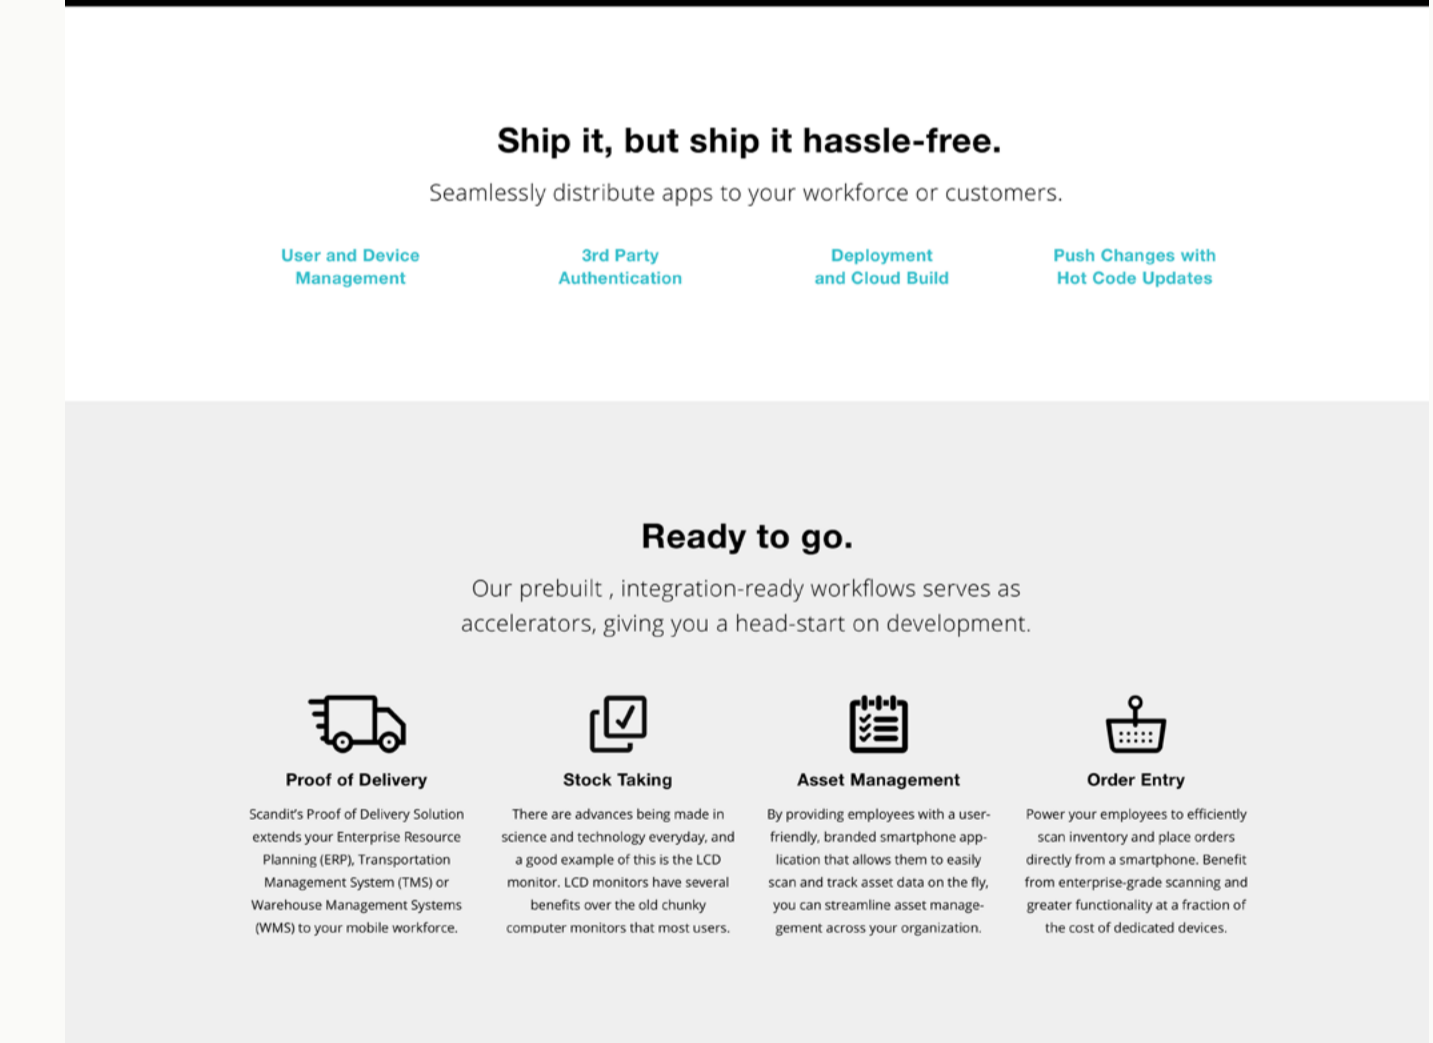 Ship it, but ship it hassle-free.
Seamlessly distribute apps to your workforce or customers.
User and Device
Management
3rd Party
Authentication
Deployment
and Cloud Build
Push Changes with
Hot Code Updates
Ready to go.
Our prebuilt , integration-ready workflows serves as
accelerators, giving you a head-start on development.
Proof of Delivery
Scandit's Proof of Delivery Solution
extends your Enterprise Resource
Planning (ERP), Transportation
Management System (TMS) or
Warehouse Management Systems
(WMS) to your mobile workforce.
Stock Taking
There are advances being made in
science and technology everyday, and
a good example of this is the LCD
monitor. LCD monitors have several
benefits over the old chunky
computer monitors that most users.
Asset Management
By providing employees with a user-
friendly, branded smartphone app-
lication that allows them to easily
scan and track asset data on the fly,
you can streamline asset manage-
gement across your organization.
Order Entry
Power your employees to efficiently
scan inventory and place orders
directly from a smartphone. Benefit
from enterprise-grade scanning and
greater functionality at a fraction of
the cost of dedicated devices.